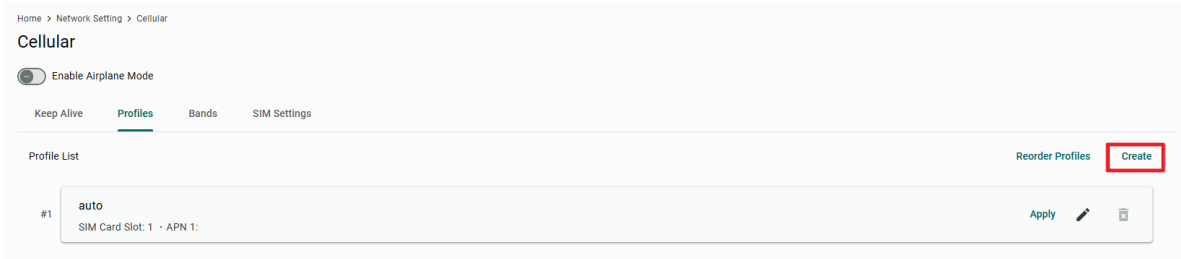 Home > Network Setting > Cellular
Cellular
Enable Airplane Mode
Keep Alive Profiles Bands SIM Settings
Profile List Reorder Profiles Create
#1 auto Apply
SIM Card Slot: 1 • APN 1: